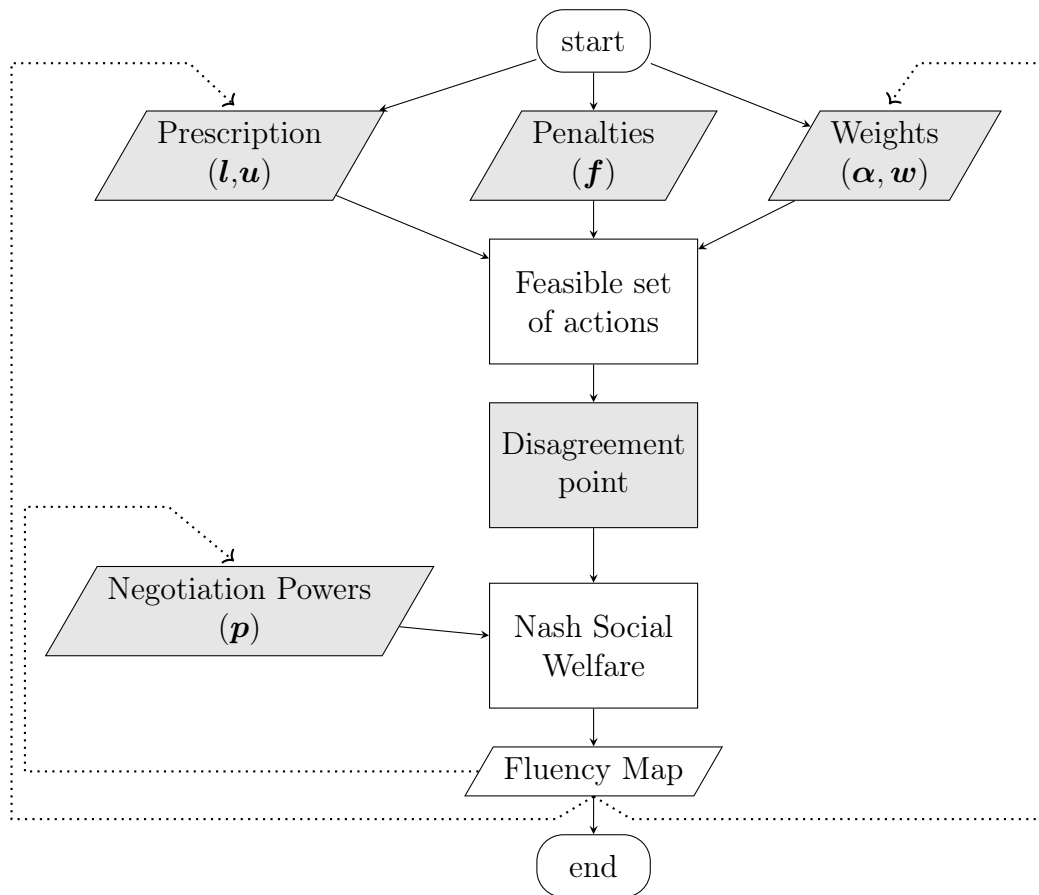 start
Prescription
(l,u)
Penalties
(f)
Weights
(α, w)
Feasible set
of actions
Disagreement
point
Negotiation Powers
(p)
Nash Social
Welfare
Fluency Map
end